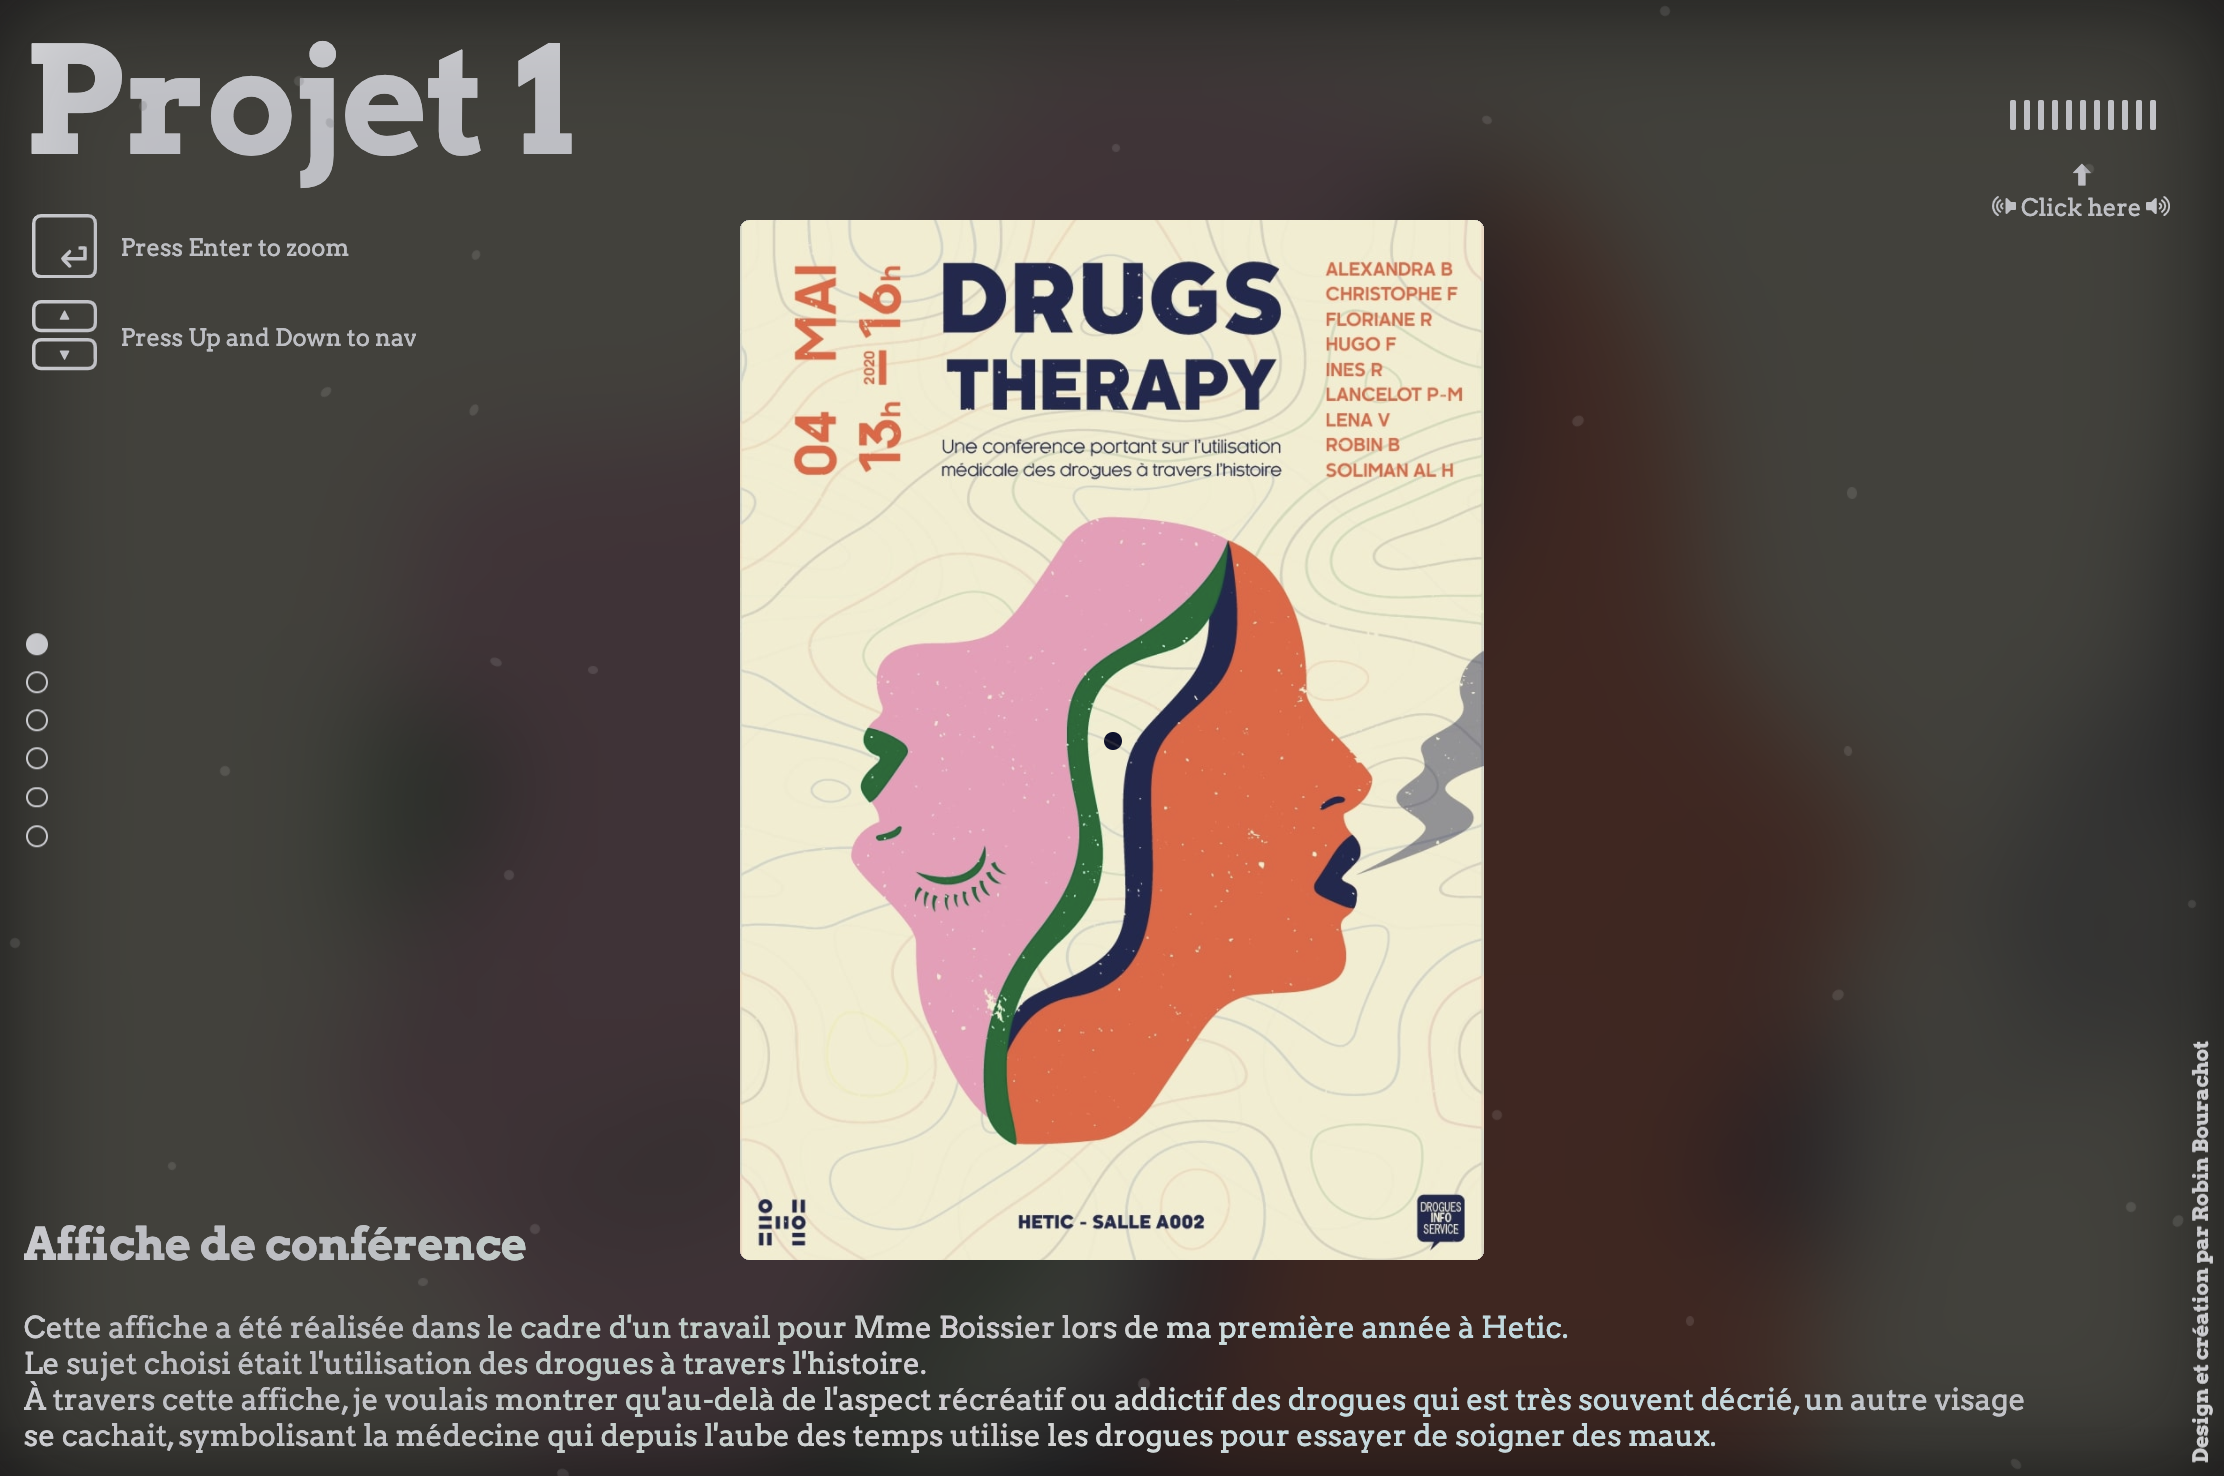 Projet 1
Press Enter to zoom
Press Up and Down to nav
Click here
04 MAI
13h 2020 16h
DRUGS
THERAPY
Une conference portant sur l'utilisation
médicale des drogues à travers l'histoire
ALEXANDRA B
CHRISTOPHE F
FLORIANE R
HUGO F
INES R
LANCELOT P-M
LENA V
ROBIN B
SOLIMAN AL H
HETIC - SALLE A002
DROGUES
INFO
SERVICE
Affiche de conférence
Cette affiche a été réalisée dans le cadre d'un travail pour Mme Boissier lors de ma première année à Hetic.
Le sujet choisi était l'utilisation des drogues à travers l'histoire.
À travers cette affiche, je voulais montrer qu'au-delà de l'aspect récréatif ou addictif des drogues qui est très souvent décrié, un autre visage
se cachait, symbolisant la médecine qui depuis l'aube des temps utilise les drogues pour essayer de soigner des maux.
Design et création par Robin Bourachot